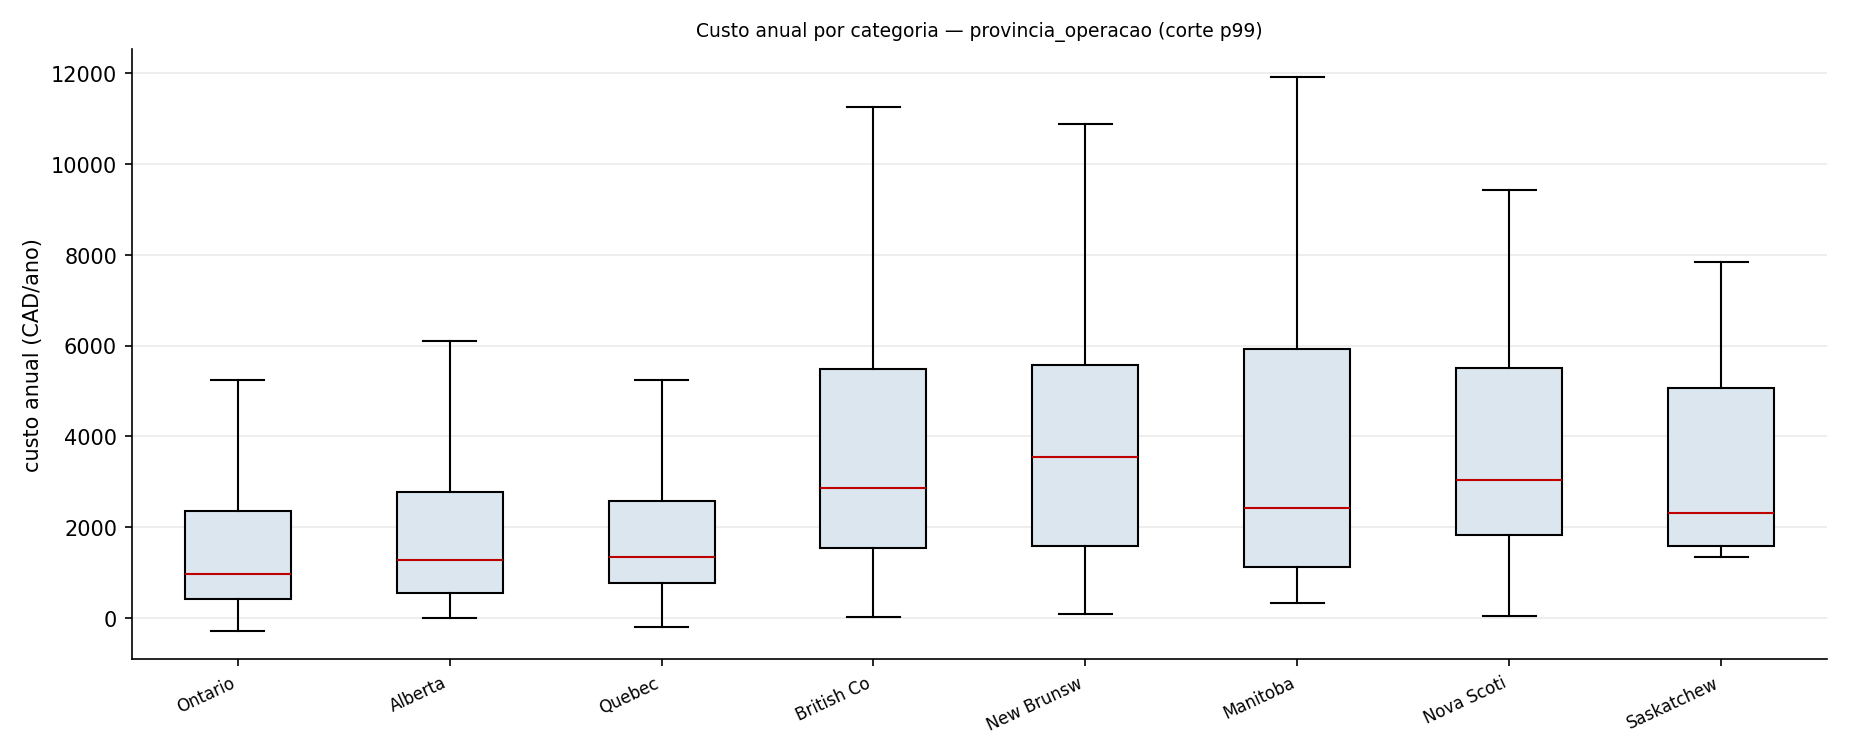 Custo anual por categoria — provincia_operacao (corte p99)
custo anual (CAD/ano)
12000
10000
8000
6000
4000
2000
0
Ontario
Alberta
Quebec
British Co
New Brunsw
Manitoba
Nova Scoti
Saskatchew